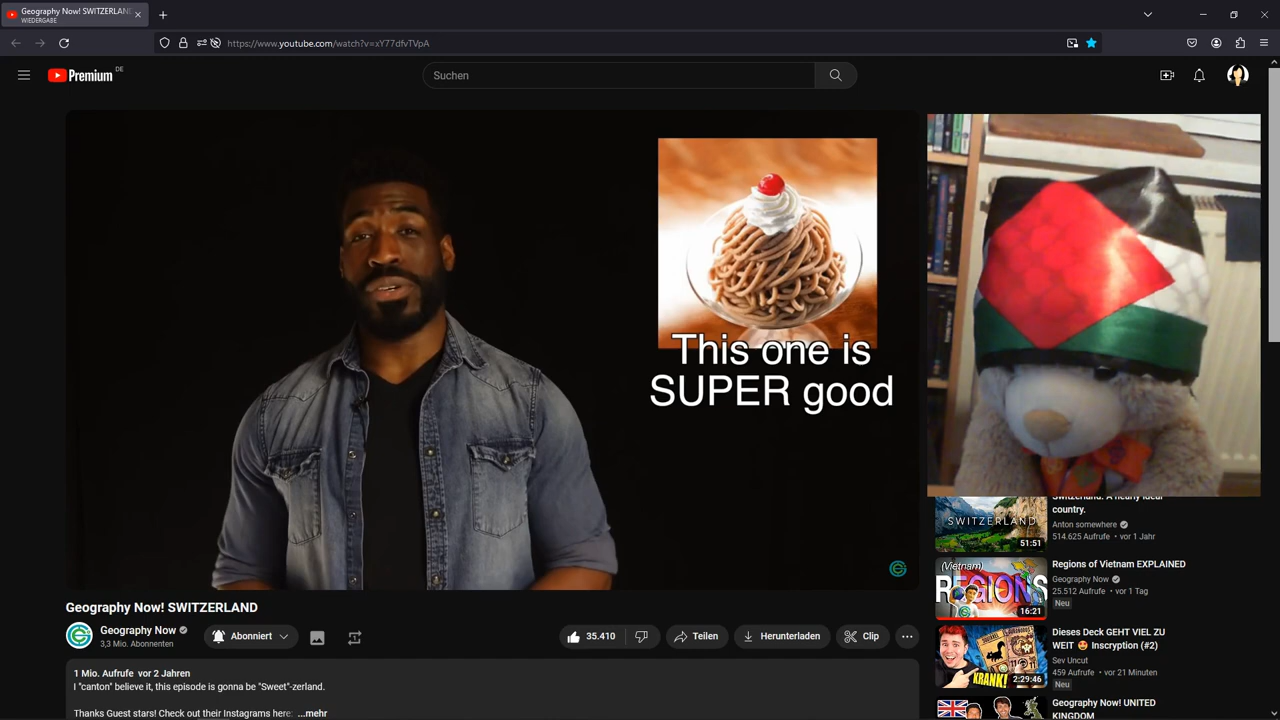 Geography Now! SWITZERLAND
WIEDERGABE
https://www.youtube.com/watch?v=xY77dfvTVpA
Premium DE
Suchen
This one is
SUPER good
Geography Now! SWITZERLAND
Geography Now
3,3 Mio. Abonnenten
Abonniert
35.410
Teilen
Herunterladen
Clip
1 Mio. Aufrufe vor 2 Jahren
I "canton" believe it, this episode is gonna be "Sweet"-zerland.
Thanks Guest stars! Check out their Instagrams here: ...mehr
SWITZERLAND
51:51
Switzerland: A nearly ideal
country.
Anton somewhere
514.625 Aufrufe • vor 1 Jahr
(Vietnam)
REGIONS
16:21
Regions of Vietnam EXPLAINED
Geography Now
25.512 Aufrufe • vor 1 Tag
Neu
KRANK!
2:29:46
Dieses Deck GEHT VIEL ZU
WEIT 🤩 Inscryption (#2)
Sev Uncut
459 Aufrufe • vor 21 Minuten
Neu
Geography Now! UNITED
KINGDOM